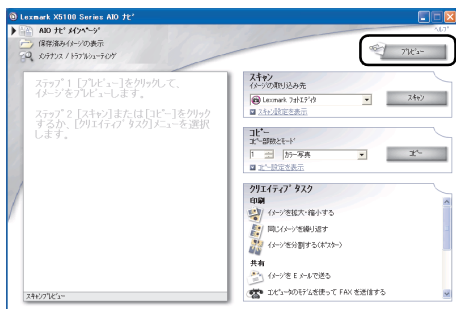 Lexmark X5100 Series AIO ナビ
AIO ナビ メインページ
ヘルプ
保存済みイメージの表示
メンテナンス / トラブルシューティング
プレビュー
ステップ 1 [プレビュー]をクリックして、
イメージをプレビューします。
ステップ 2 [スキャン]または[コピー]をクリック
するか、[クリエイティブ タスク]メニューを選択
します。
スキャンプレビュー
スキャン
イメージの取り込み先
Lexmark フォトエディタ
スキャン
スキャン設定を表示
コピー
コピー部数とモード
1
カラー写真
コピー
コピー設定を表示
クリエイティブ タスク
印刷
イメージを拡大・縮小する
同じイメージを繰り返す
イメージを分割する(ポスター)
共有
イメージを E メールで送る
コンピュータのモデムを使って FAX を送信する